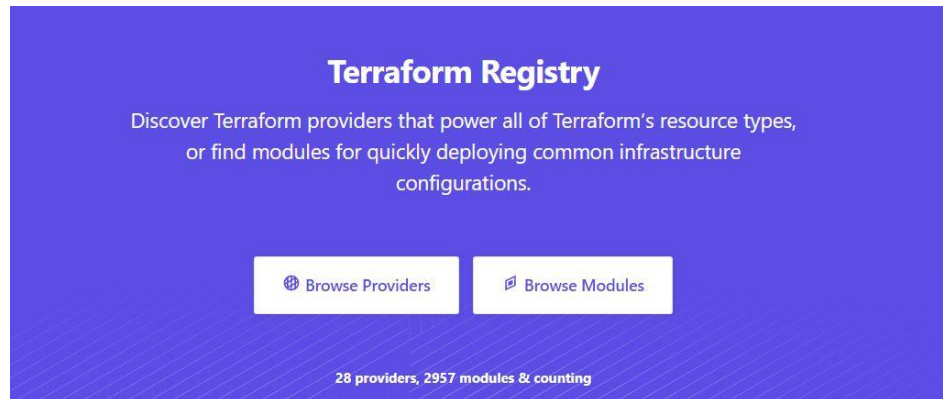 Terraform Registry
Discover Terraform providers that power all of Terraform's resource types,
or find modules for quickly deploying common infrastructure
configurations.
Browse Providers
Browse Modules
28 providers, 2957 modules & counting